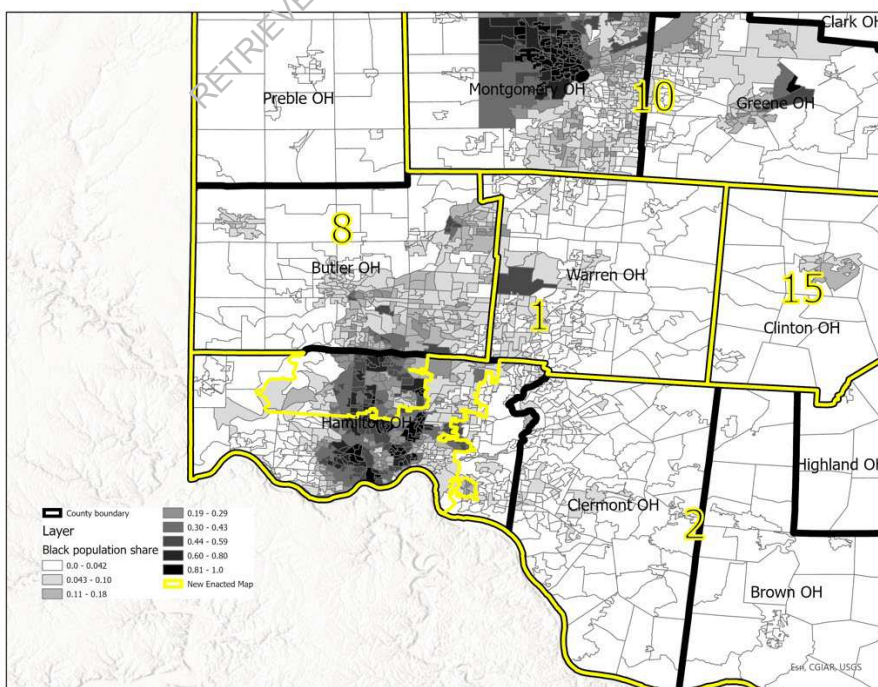 RETRIEVE
Clark OH
Preble OH
Montgomery OH
10
Greene OH
8
Butler OH
Warren OH
1
15
Clinton OH
Hamilton OH
Highland OH
Clermont OH
2
Brown OH
County boundary
Layer
Black population share
0.0 - 0.042
0.043 - 0.10
0.11 - 0.18
0.19 - 0.29
0.30 - 0.43
0.44 - 0.59
0.60 - 0.80
0.81 - 1.0
New Enacted Map
Esri, CGIAR, USGS